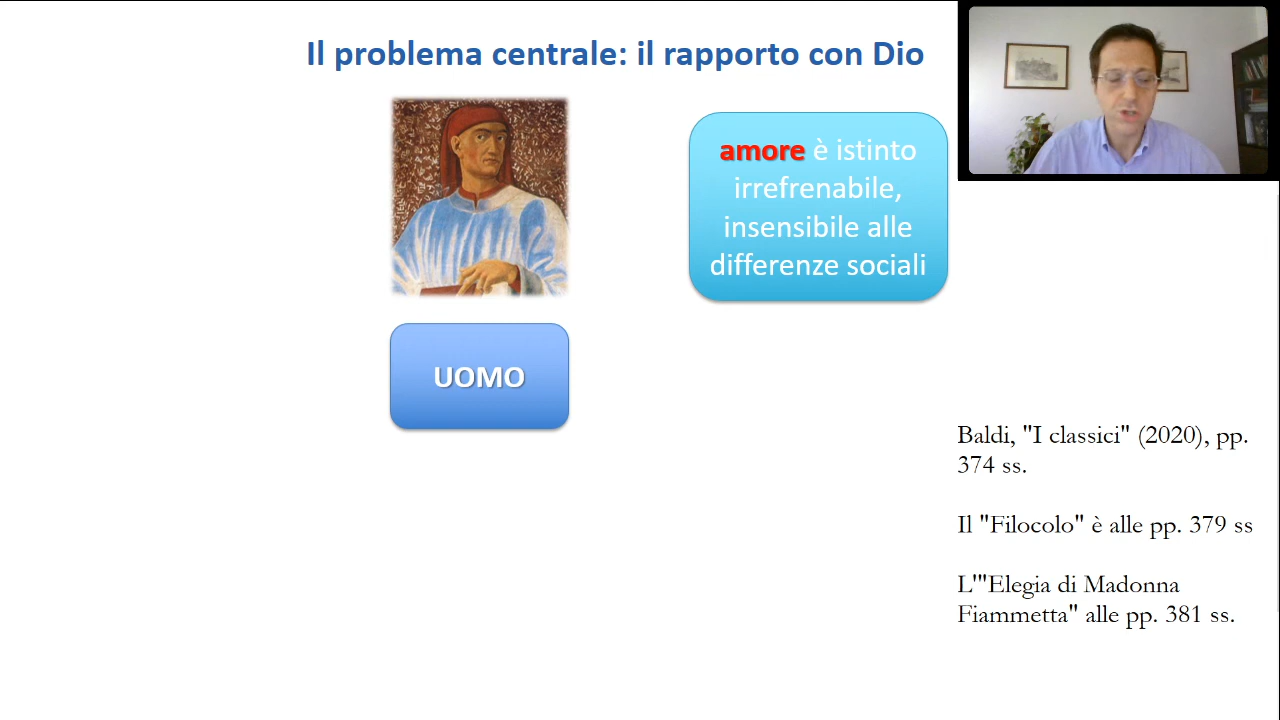 Il problema centrale: il rapporto con Dio
amore è istinto
irrefrenabile,
insensibile alle
differenze sociali
UOMO
Baldi, "I classici" (2020), pp.
374 ss.
Il "Filocolo" è alle pp. 379 ss
L'"Elegia di Madonna
Fiammetta" alle pp. 381 ss.